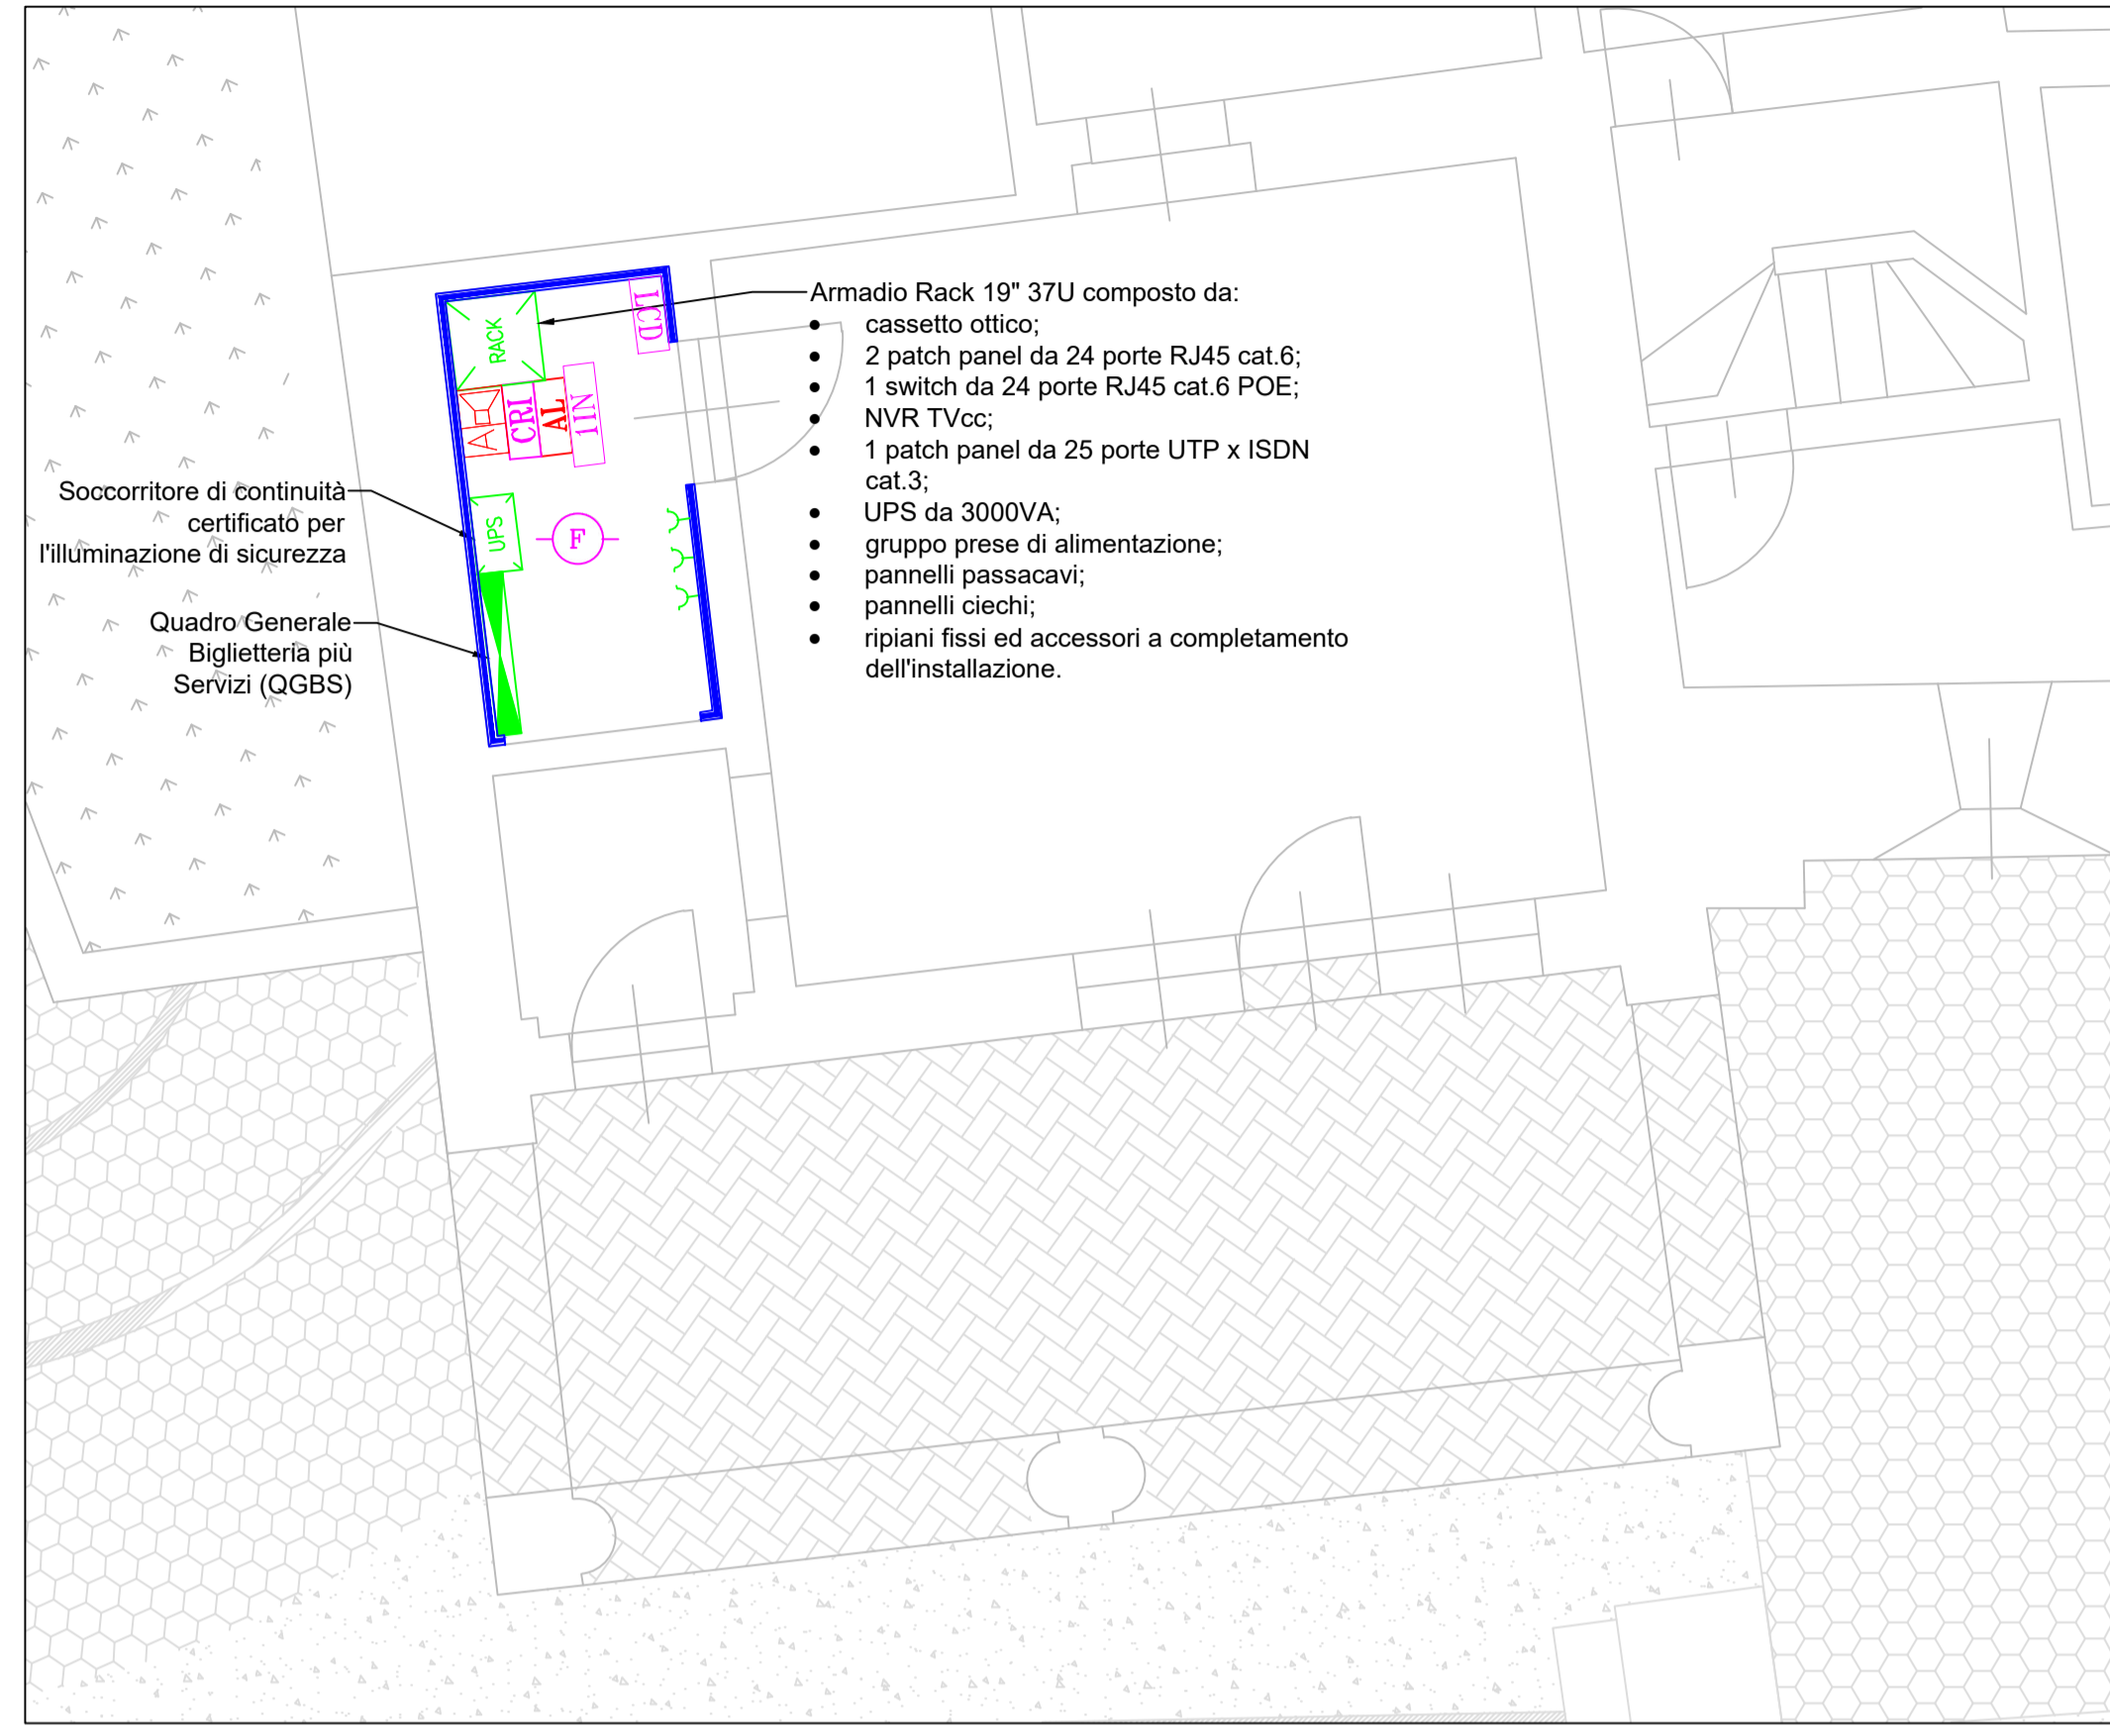 Armadio Rack 19" 37U composto da:
• cassetto ottico;
• 2 patch panel da 24 porte RJ45 cat.6;
• 1 switch da 24 porte RJ45 cat.6 POE;
• NVR TVcc;
• 1 patch panel da 25 porte UTP x ISDN
cat.3;
• UPS da 3000VA;
• gruppo prese di alimentazione;
• pannelli passacavi;
• pannelli ciechi;
• ripiani fissi ed accessori a completamento
dell'installazione.
Soccorritore di continuità
certificato per
l'illuminazione di sicurezza
Quadro Generale
Biglietteria più
Servizi (QGBS)
RACK
LCD
A
CRI
AL
1IN
UPS
F